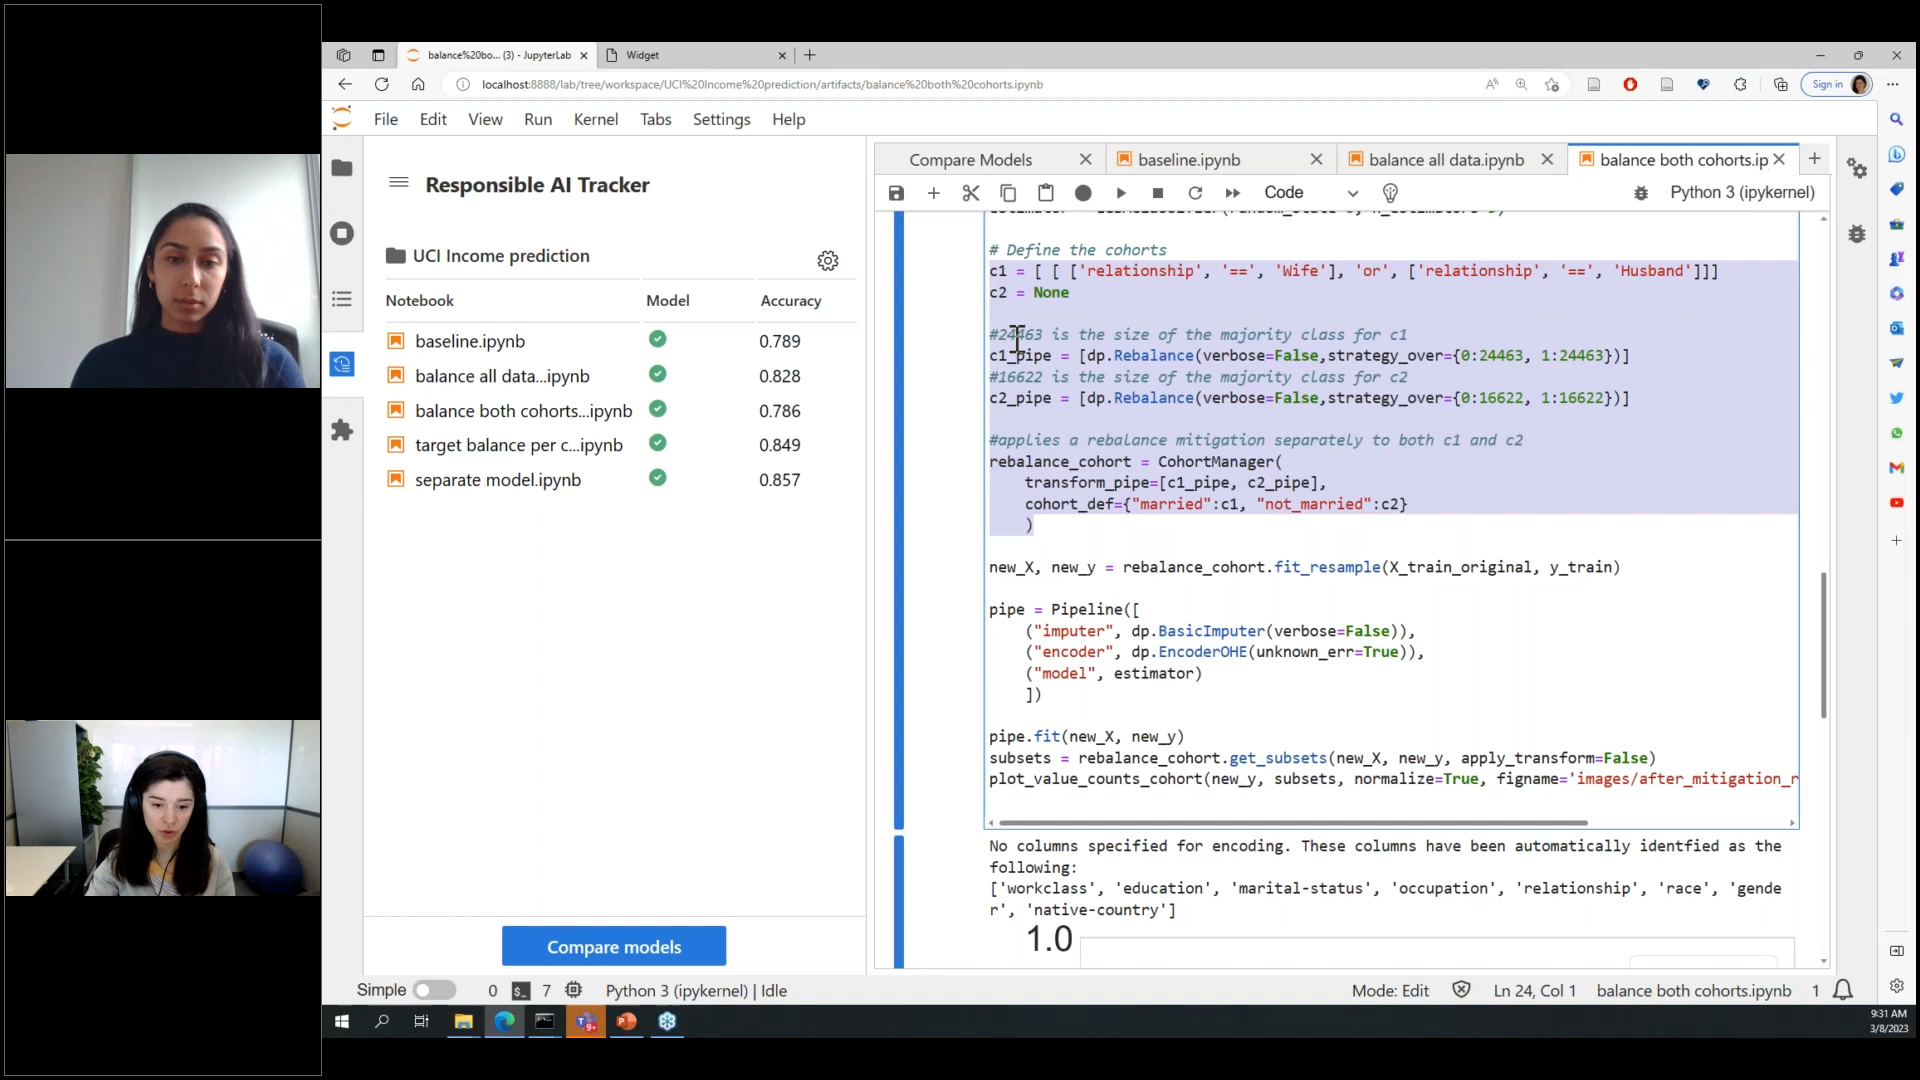 balance%20bo... (3) - JupyterLab
Widget
localhost:8888/lab/tree/workspace/UCI%20Income%20prediction/artifacts/balance%20both%20cohorts.ipynb
Sign in
File Edit View Run Kernel Tabs Settings Help
Responsible AI Tracker
UCI Income prediction
Notebook Model Accuracy
baseline.ipynb 0.789
balance all data...ipynb 0.828
balance both cohorts...ipynb 0.786
target balance per c...ipynb 0.849
separate model.ipynb 0.857
Compare models
Compare Models
baseline.ipynb
balance all data.ipynb
balance both cohorts.ip
Code
Python 3 (ipykernel)
# Define the cohorts
c1 = [ [ ['relationship', '==', 'Wife'], 'or', ['relationship', '==', 'Husband']]]
c2 = None
#24463 is the size of the majority class for c1
c1_pipe = [dp.Rebalance(verbose=False,strategy_over={0:24463, 1:24463})]
#16622 is the size of the majority class for c2
c2_pipe = [dp.Rebalance(verbose=False,strategy_over={0:16622, 1:16622})]
#applies a rebalance mitigation separately to both c1 and c2
rebalance_cohort = CohortManager(
transform_pipe=[c1_pipe, c2_pipe],
cohort_def={"married":c1, "not_married":c2}
)
new_X, new_y = rebalance_cohort.fit_resample(X_train_original, y_train)
pipe = Pipeline([
("imputer", dp.BasicImputer(verbose=False)),
("encoder", dp.EncoderOHE(unknown_err=True)),
("model", estimator)
])
pipe.fit(new_X, new_y)
subsets = rebalance_cohort.get_subsets(new_X, new_y, apply_transform=False)
plot_value_counts_cohort(new_y, subsets, normalize=True, figname='images/after_mitigation_r
No columns specified for encoding. These columns have been automatically identfied as the
following:
['workclass', 'education', 'marital-status', 'occupation', 'relationship', 'race', 'gende
r', 'native-country']
1.0
Simple 0 7 Python 3 (ipykernel) | Idle
Mode: Edit Ln 24, Col 1 balance both cohorts.ipynb 1
9:31 AM
3/8/2023